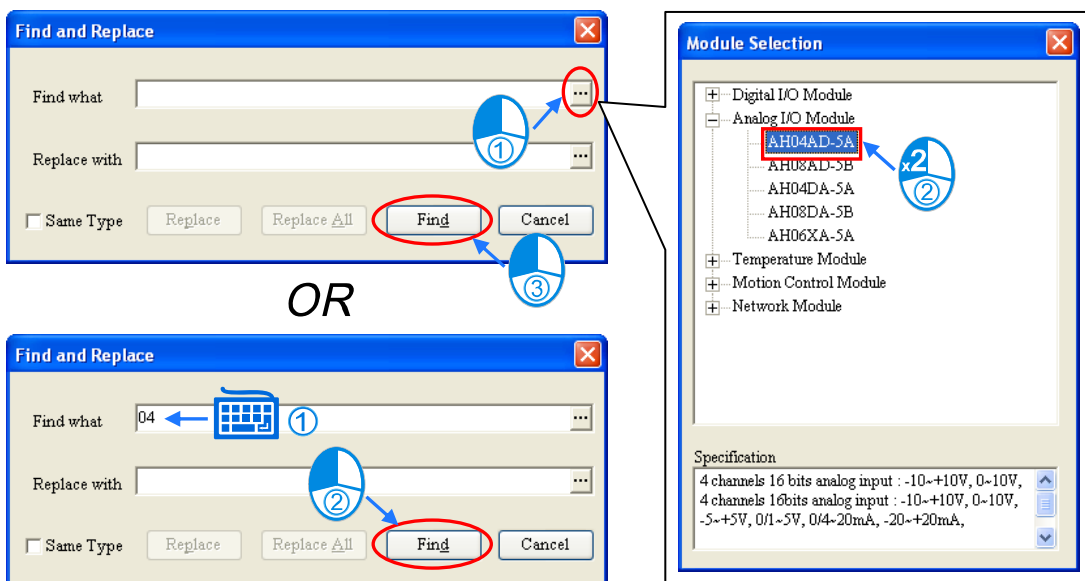 Find and Replace
Find what
...
①
Replace with
...
Same Type
Replace
Replace All
Find
Cancel
③
OR
Find and Replace
Find what
04
①
...
Replace with
...
②
Same Type
Replace
Replace All
Find
Cancel
Module Selection
Digital I/O Module
Analog I/O Module
AH04AD-5A
x2
②
AH08AD-5B
AH04DA-5A
AH08DA-5B
AH06XA-5A
Temperature Module
Motion Control Module
Network Module
Specification
4 channels 16 bits analog input : -10~+10V, 0~10V,
4 channels 16bits analog input : -10~+10V, 0~10V,
-5~+5V, 0/1~5V, 0/4~20mA, -20~+20mA,